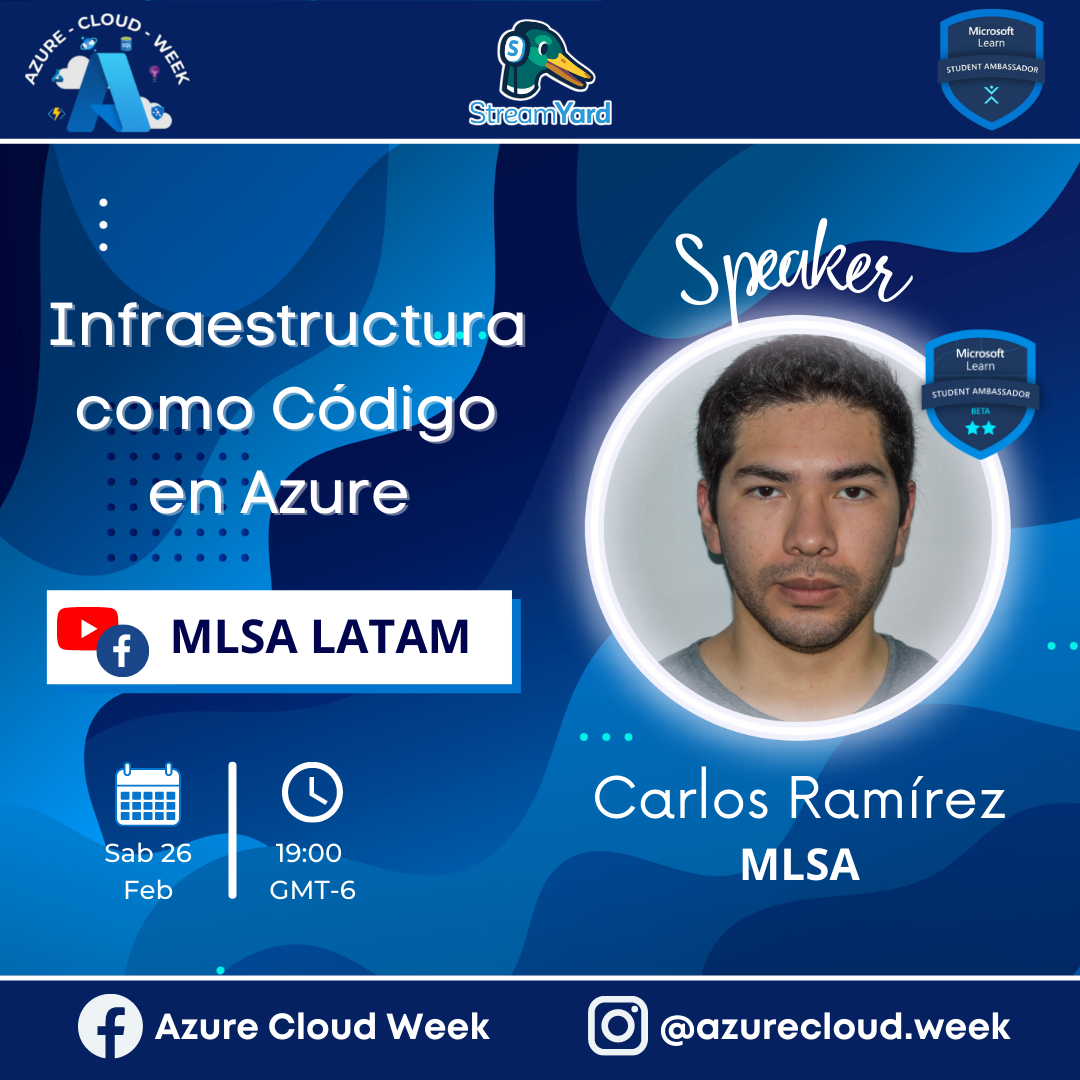 AZURE - CLOUD - WEEK
SQL
S
StreamYard
Microsoft
Learn
STUDENT AMBASSADOR
Speaker
Infraestructura
como Código
en Azure
Microsoft
Learn
STUDENT AMBASSADOR
BETA
MLSA LATAM
Carlos Ramírez
MLSA
Sab 26
Feb
19:00
GMT-6
Azure Cloud Week
@azurecloud.week